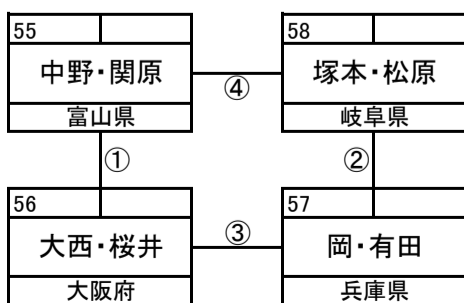 55
中野・関原
富山県
58
塚本・松原
岐阜県
④
①
②
56
大西・桜井
大阪府
③
57
岡・有田
兵庫県